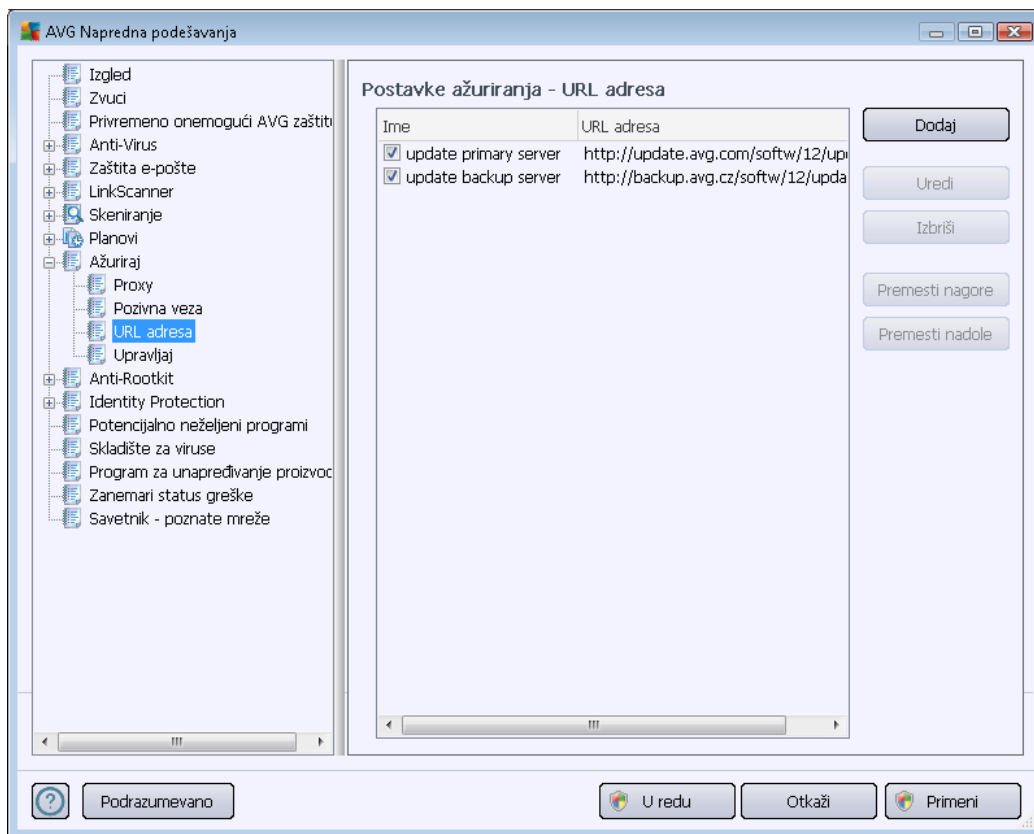 AVG Napredna podešavanja
Izgled
Zvuci
Privremeno onemogući AVG zaštitu
Anti-Virus
Zaštita e-pošte
LinkScanner
Skeniranje
Planovi
Ažuriraj
Proxy
Pozivna veza
URL adresa
Upravljaj
Anti-Rootkit
Identity Protection
Potencijalno neželjeni programi
Skladište za viruse
Program za unapređivanje proizvoc
Zanemari status greške
Savetnik - poznate mreže
Postavke ažuriranja - URL adresa
Ime URL adresa
update primary server http://update.avg.com/softw/12/up
update backup server http://backup.avg.cz/softw/12/upda
Dodaj
Uredi
Izbriši
Premesti nagore
Premesti nadole
Podrazumevano
U redu
Otkaži
Primeni